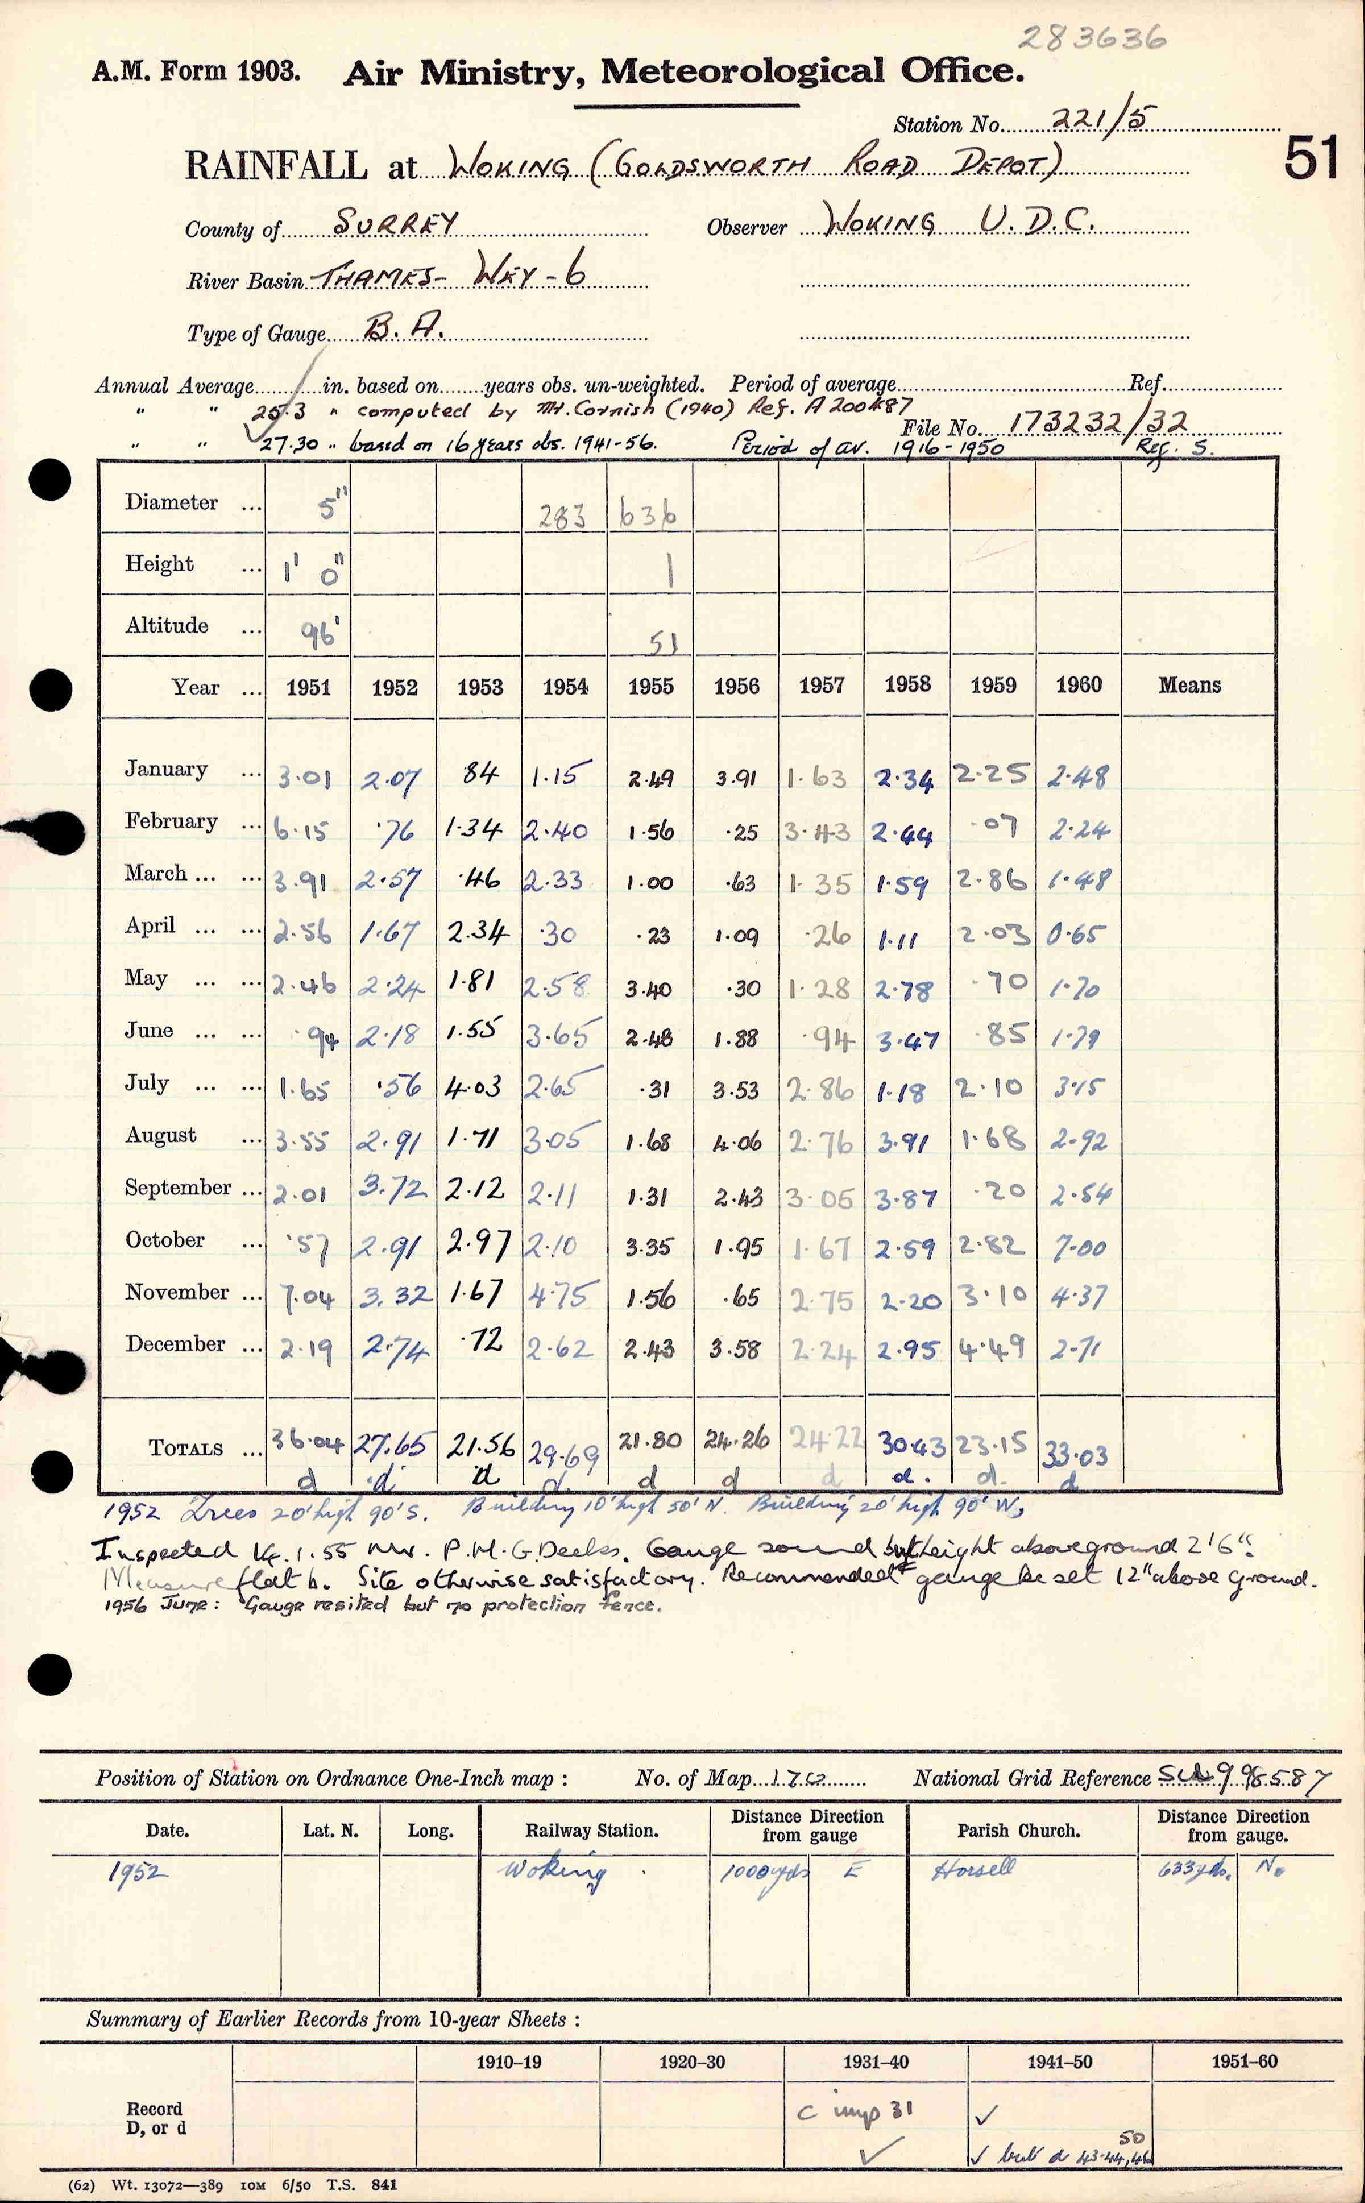 283636
A.M. Form 1903. Air Ministry, Meteorological Office.
Station No. 221/5
51
RAINFALL at WOKING (GOLDSWORTH ROAD DEPOT)
County of SURREY Observer WOKING U.D.C.
River Basin THAMES - WEY - 6
Type of Gauge B.A.
Annual Average in. based on years obs. un-weighted. Period of average Ref.
" " 25.3 " computed by Mr. Cornish (1940) Ref. A200487
File No. 173232/32
" " 27.30 " based on 16 years obs. 1941-56. Period of av. 1916-1950 Ref. S.
Diameter ... 5" 283 636
Height ... 1' 0" 1
Altitude ... 96' 51
Year ... 1951 1952 1953 1954 1955 1956 1957 1958 1959 1960 Means
January ... 3.01 2.07 84 1.15 2.49 3.91 1.63 2.34 2.25 2.48
February ... 6.15 .76 1.34 2.40 1.56 .25 3.43 2.44 .07 2.24
March ... ... 3.91 2.57 .46 2.33 1.00 .63 1.35 1.59 2.86 1.48
April ... ... 2.56 1.67 2.34 .30 .23 1.09 .26 1.11 2.03 0.65
May ... ... 2.46 2.24 1.81 2.58 3.40 .30 1.28 2.78 .70 1.70
June ... ... .94 2.18 1.55 3.65 2.48 1.88 .94 3.47 .85 1.79
July ... ... 1.65 .56 4.03 2.65 .31 3.53 2.86 1.18 2.10 3.15
August ... 3.55 2.91 1.71 3.05 1.68 4.06 2.76 3.91 1.68 2.92
September ... 2.01 3.72 2.12 2.11 1.31 2.43 3.05 3.87 .20 2.54
October ... .57 2.91 2.97 2.10 3.35 1.95 1.67 2.59 2.82 7.00
November ... 7.04 3.32 1.67 4.75 1.56 .65 2.75 2.20 3.10 4.37
December ... 2.19 2.74 .72 2.62 2.43 3.58 2.24 2.95 4.49 2.71
TOTALS ... 36.04 27.65 21.56 29.69 21.80 24.26 24.22 30.43 23.15 33.03
d d d d d d d d. d. d
1952 Trees 20' high 90' S. Building 10' high 50' N. Building 20' high 90' W.
Inspected 14.1.55 Mr. P.M.G. Deeks. Gauge sound but height above ground 2'6".
Measure flat b. Site otherwise satisfactory. Recommended gauge be set 12" above ground.
1956 June: Gauge resited but no protection fence.
Position of Station on Ordnance One-Inch map : No. of Map 170 National Grid Reference 998587
Date. Lat. N. Long. Railway Station. Distance from gauge Direction Parish Church. Distance from gauge. Direction
1952 Woking 1000 yds E Horsell 633 yds. N.
Summary of Earlier Records from 10-year Sheets :
1910–19 1920–30 1931–40 1941–50 1951–60
Record D, or d c imp 31 ✓ ✓
✓ but d 43-44, 46 50
(62) Wt. 13072—389 10M 6/50 T.S. 841